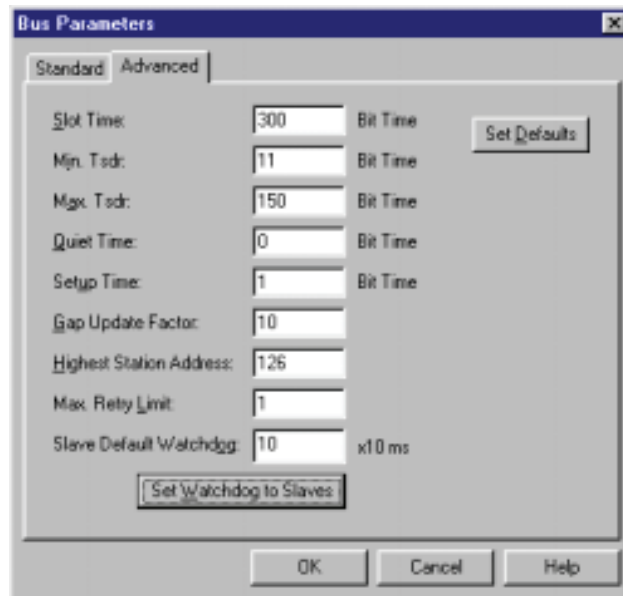 Bus Parameters
Standard Advanced
Slot Time: 300 Bit Time Set Defaults
Min. Tsdr: 11 Bit Time
Max. Tsdr: 150 Bit Time
Quiet Time: 0 Bit Time
Setup Time: 1 Bit Time
Gap Update Factor: 10
Highest Station Address: 126
Max. Retry Limit: 1
Slave Default Watchdog: 10 x10 ms
Set Watchdog to Slaves
OK Cancel Help